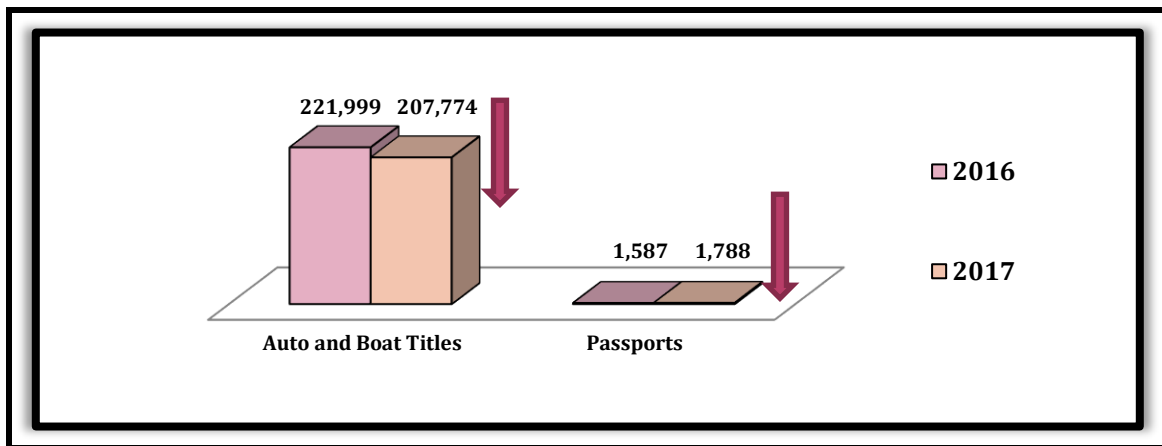 221,999 207,774
2016
1,587 1,788
2017
Auto and Boat Titles Passports